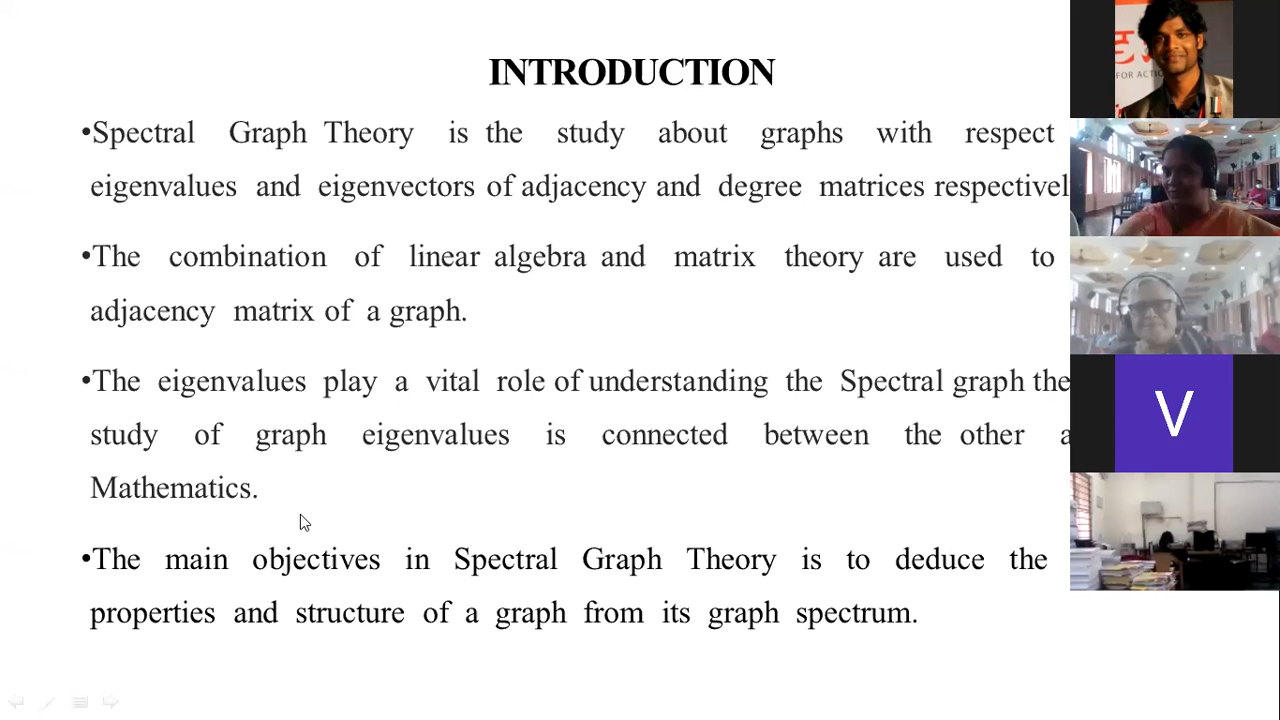 INTRODUCTION
•Spectral Graph Theory is the study about graphs with respect
eigenvalues and eigenvectors of adjacency and degree matrices respectivel
•The combination of linear algebra and matrix theory are used to
adjacency matrix of a graph.
•The eigenvalues play a vital role of understanding the Spectral graph the
study of graph eigenvalues is connected between the other a
Mathematics.
•The main objectives in Spectral Graph Theory is to deduce the
properties and structure of a graph from its graph spectrum.
FOR ACTIO
V